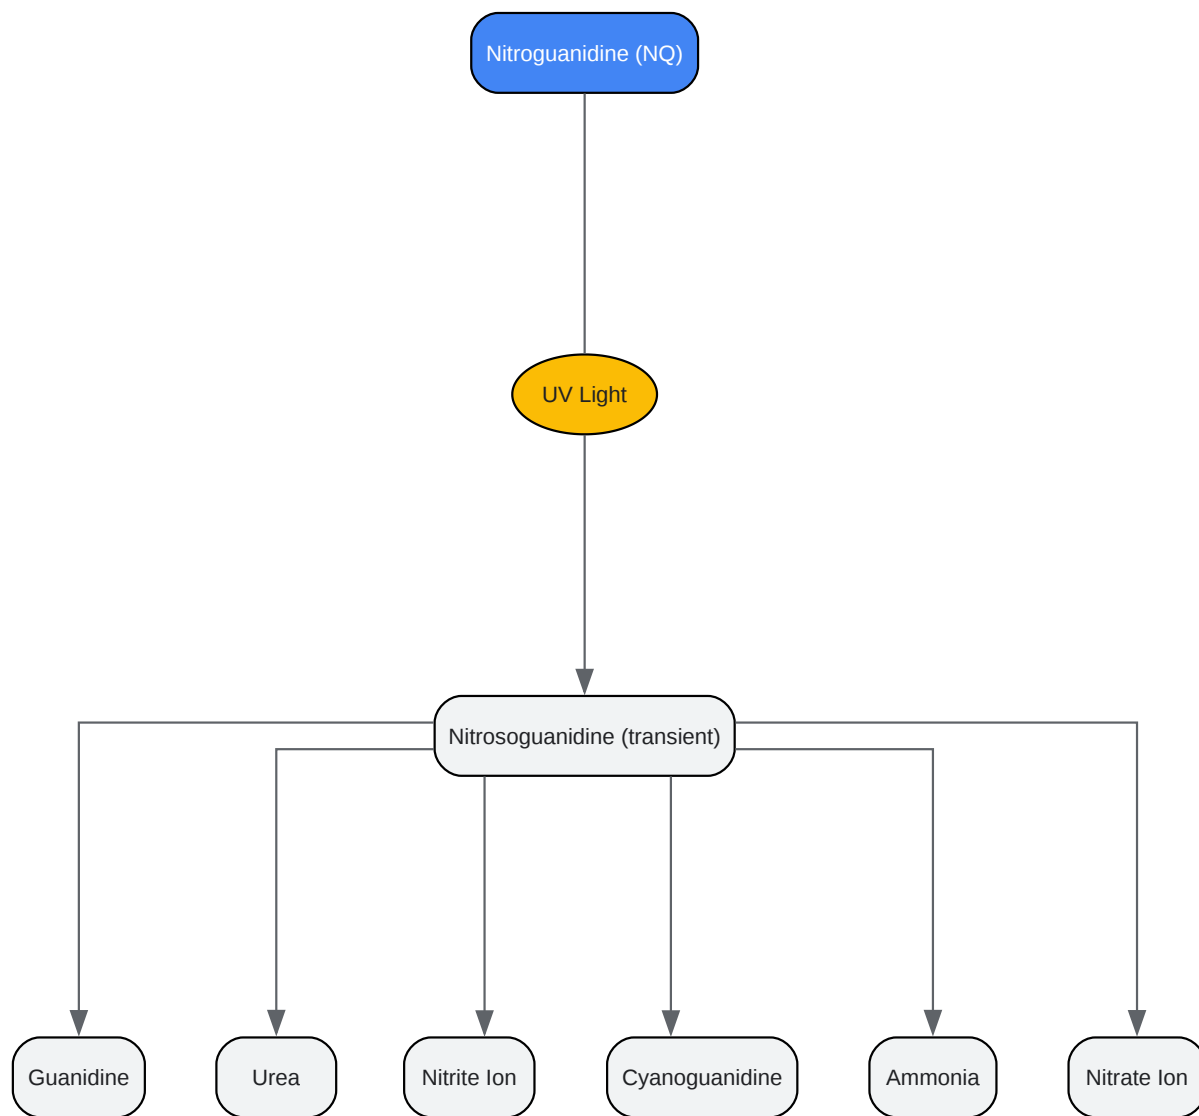 Nitroguanidine (NQ)
UV Light
Nitrosoguanidine (transient)
Guanidine
Urea
Nitrite Ion
Cyanoguanidine
Ammonia
Nitrate Ion